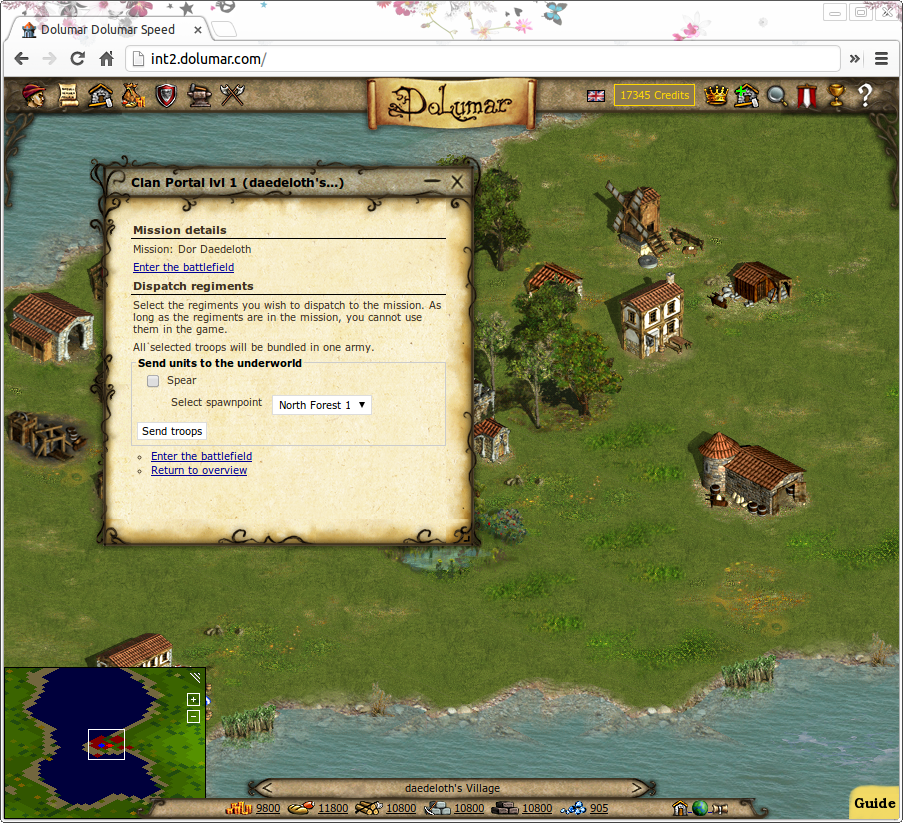 Dolumar Dolumar Speed
int2.dolumar.com/
17345 Credits
DOLUMAR
?
Clan Portal lvl 1 (daedeloth's...)
Mission details
Mission: Dor Daedeloth
Enter the battlefield
Dispatch regiments
Select the regiments you wish to dispatch to the mission. As
long as the regiments are in the mission, you cannot use
them in the game.
All selected troops will be bundled in one army.
Send units to the underworld
Spear
Select spawnpoint North Forest 1
Send troops
Enter the battlefield
Return to overview
daedeloth's Village
9800 11800 10800 10800 10800 905
Guide